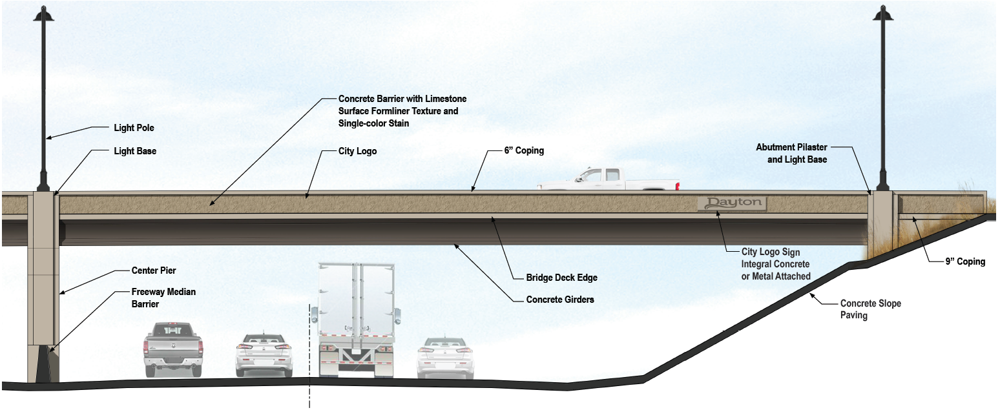 Concrete Barrier with Limestone
Surface Formliner Texture and
Single-color Stain
Light Pole
Light Base
City Logo
6” Coping
Abutment Pilaster
and Light Base
Dayton
City Logo Sign
Integral Concrete
or Metal Attached
9” Coping
Center Pier
Bridge Deck Edge
Freeway Median
Barrier
Concrete Girders
Concrete Slope
Paving